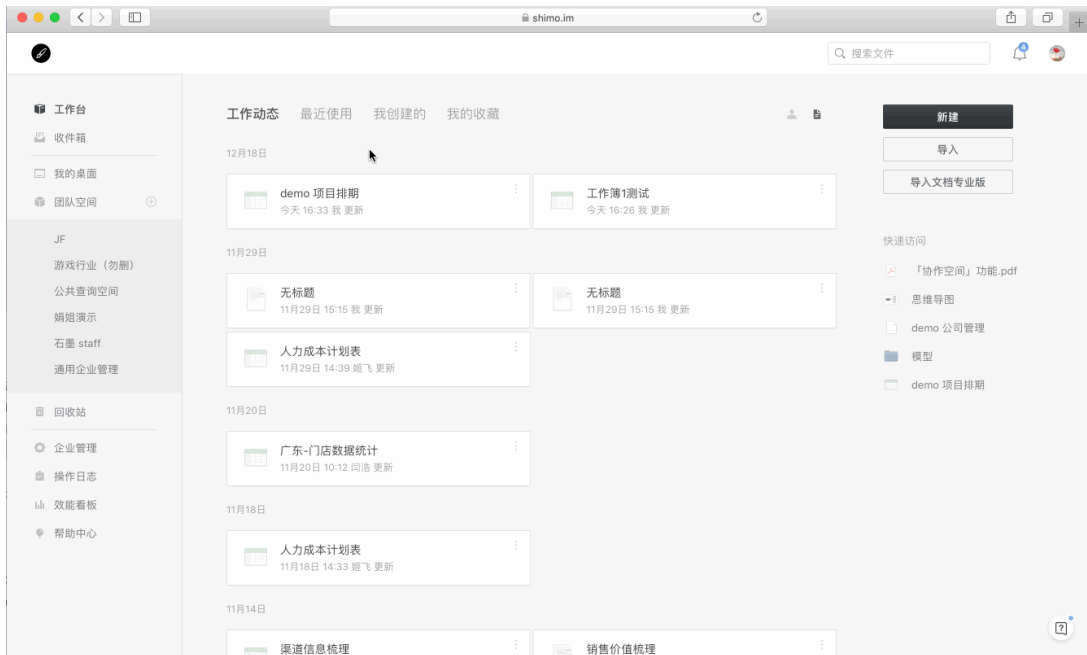 shimo.im
搜索文件
4
工作台
收件箱
我的桌面
团队空间
JF
游戏行业（勿删）
公共查询空间
娟姐演示
石墨 staff
通用企业管理
回收站
企业管理
操作日志
效能看板
帮助中心
工作动态 最近使用 我创建的 我的收藏
12月18日
demo 项目排期
今天 16:33 我 更新
工作薄1测试
今天 16:26 我 更新
11月29日
无标题
11月29日 15:15 我 更新
无标题
11月29日 15:15 我 更新
人力成本计划表
11月29日 14:39 姬飞 更新
11月20日
广东-门店数据统计
11月20日 10:12 闫浩 更新
11月18日
人力成本计划表
11月18日 14:33 姬飞 更新
11月14日
渠道信息梳理
销售价值梳理
新建
导入
导入文档专业版
快速访问
「协作空间」功能.pdf
思维导图
demo 公司管理
模型
demo 项目排期